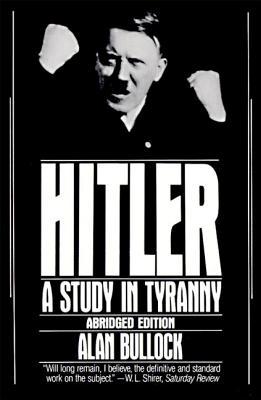 HITLER
A STUDY IN TYRANNY
ABRIDGED EDITION
ALAN BULLOCK
"Will long remain, I believe, the definitive and standard
work on the subject." —W.L. Shirer, Saturday Review